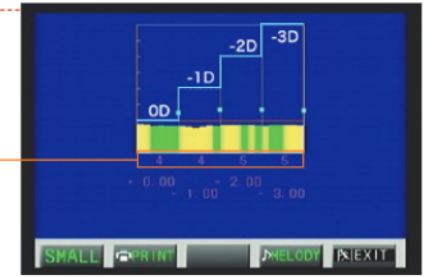 -3D
-2D
-1D
0D
4 4 5 5
0.00 - 2.00
- 1.00 - 3.00
SMALL PRINT MELODY EXIT